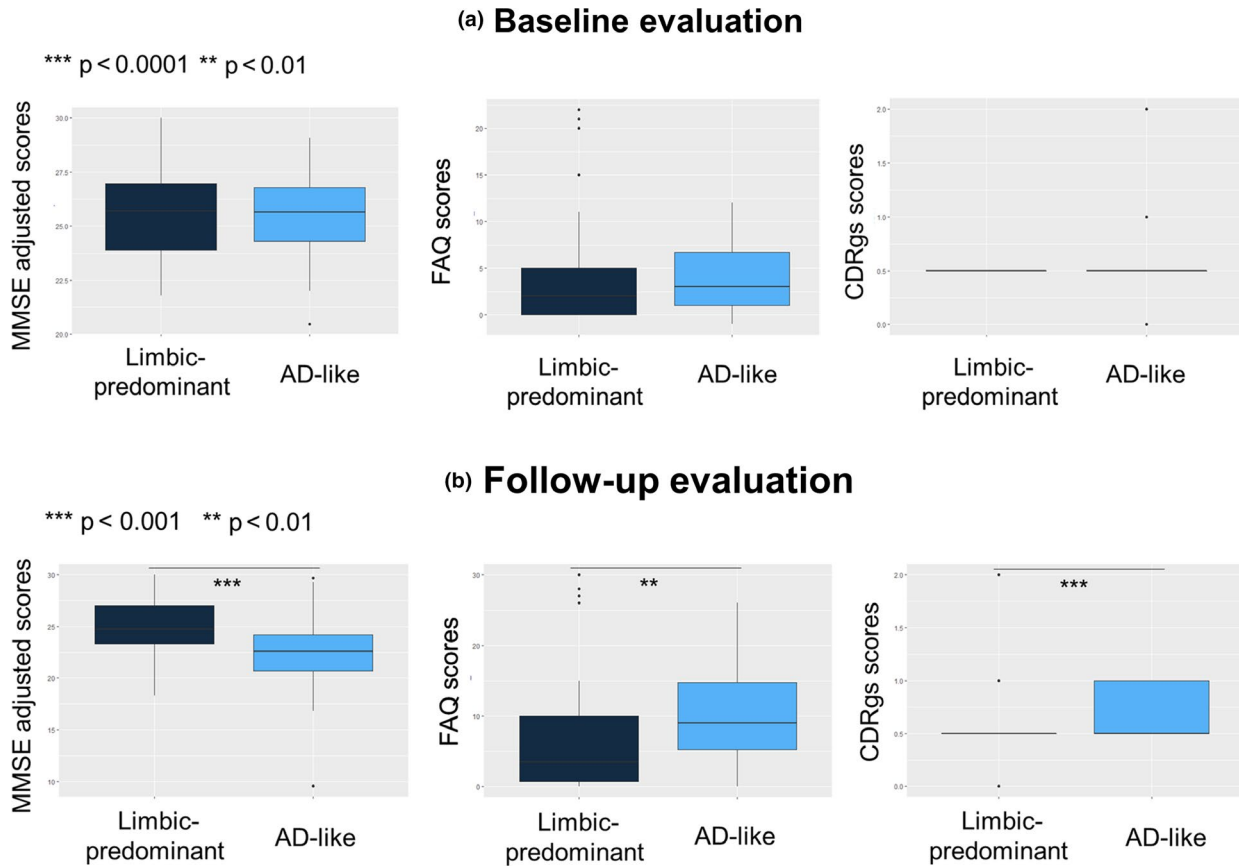 (a) Baseline evaluation
*** p < 0.0001 ** p < 0.01
MMSE adjusted scores
30.0
27.5
25.0
22.5
20.0
Limbic-
predominant
AD-like
FAQ scores
20
15
10
5
0
Limbic-
predominant
AD-like
CDRgs scores
2.0
1.5
1.0
0.5
0.0
Limbic-
predominant
AD-like
(b) Follow-up evaluation
*** p < 0.001 ** p < 0.01
MMSE adjusted scores
30
25
20
15
10
***
Limbic-
predominant
AD-like
FAQ scores
30
20
10
0
**
Limbic-
predominant
AD-like
CDRgs scores
2.0
1.5
1.0
0.5
0.0
***
Limbic-
predominant
AD-like